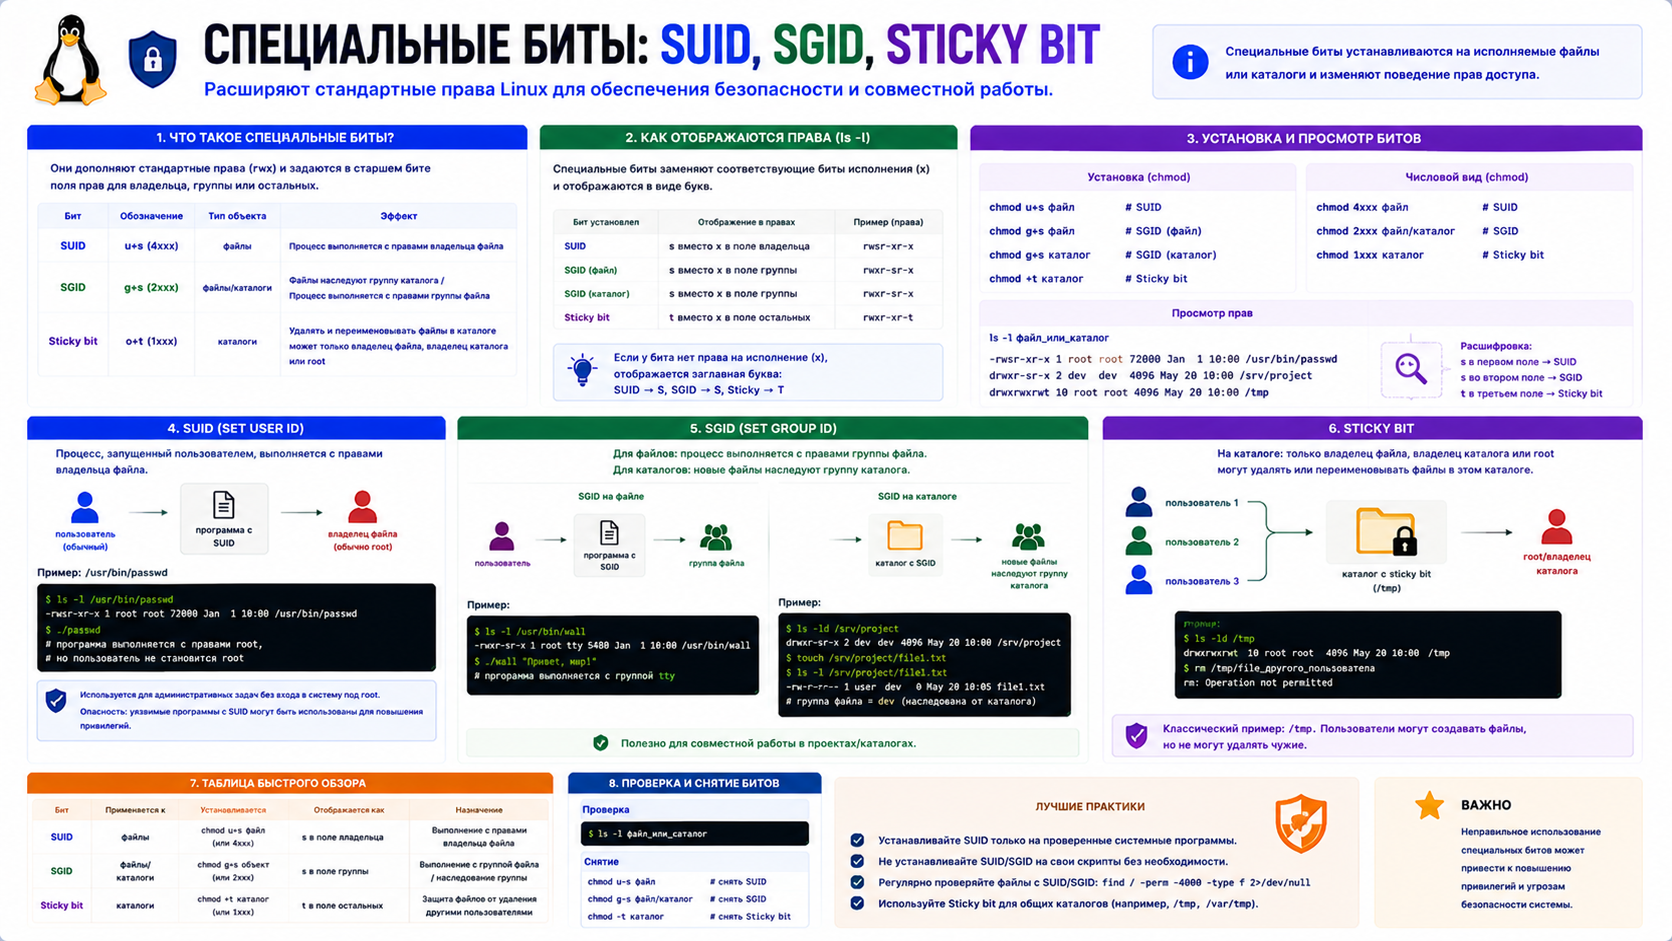 СПЕЦИАЛЬНЫЕ БИТЫ: SUID, SGID, STICKY BIT
Расширяют стандартные права Linux для обеспечения безопасности и совместной работы.
Специальные биты устанавливаются на исполняемые файлы
или каталоги и изменяют поведение прав доступа.
1. ЧТО ТАКОЕ СПЕЦИАЛЬНЫЕ БИТЫ?
Они дополняют стандартные права (rwx) и задаются в старшем бите
поля прав для владельца, группы или остальных.
Бит Обозначение Тип объекта Эффект
SUID u+s (4xxx) файлы Процесс выполняется с правами владельца файла
SGID g+s (2xxx) файлы/каталоги Файлы наследуют группу каталога /
Процесс выполняется с правами группы файла
Sticky bit o+t (1xxx) каталоги Удалять и переименовывать файлы в каталоге
может только владелец файла, владелец каталога
или root
2. КАК ОТОБРАЖАЮТСЯ ПРАВА (ls -l)
Специальные биты заменяют соответствующие биты исполнения (x)
и отображаются в виде букв.
Бит установлен Отображение в правах Пример (права)
SUID s вместо x в поле владельца rwsr-xr-x
SGID (файл) s вместо x в поле группы rwxr-sr-x
SGID (каталог) s вместо x в поле группы rwxr-sr-x
Sticky bit t вместо x в поле остальных rwxr-xr-t
Если у бита нет права на исполнение (x),
отображается заглавная буква:
SUID → S, SGID → S, Sticky → T
3. УСТАНОВКА И ПРОСМОТР БИТОВ
Установка (chmod)
chmod u+s файл # SUID
chmod g+s файл # SGID (файл)
chmod g+s каталог # SGID (каталог)
chmod +t каталог # Sticky bit
Числовой вид (chmod)
chmod 4xxx файл # SUID
chmod 2xxx файл/каталог # SGID
chmod 1xxx каталог # Sticky bit
Просмотр прав
ls -l файл_или_каталог
-rwsr-xr-x 1 root root 72000 Jan 1 10:00 /usr/bin/passwd
drwxr-sr-x 2 dev dev 4096 May 20 10:00 /srv/project
drwxrwxrwt 10 root root 4096 May 20 10:00 /tmp
Расшифровка:
s в первом поле → SUID
s во втором поле → SGID
t в третьем поле → Sticky bit
4. SUID (SET USER ID)
Процесс, запущенный пользователем, выполняется с правами
владельца файла.
пользователь
(обычный)
программа с
SUID
владелец файла
(обычно root)
Пример: /usr/bin/passwd
$ ls -l /usr/bin/passwd
-rwsr-xr-x 1 root root 72000 Jan 1 10:00 /usr/bin/passwd
$ ./passwd
# программа выполняется с правами root,
# но пользователь не становится root
Используется для административных задач без входа в систему под root.
Опасность: уязвимые программы с SUID могут быть использованы для повышения
привилегий.
5. SGID (SET GROUP ID)
Для файлов: процесс выполняется с правами группы файла.
Для каталогов: новые файлы наследуют группу каталога.
SGID на файле
пользователь
программа с
SGID
группа файла
Пример:
$ ls -l /usr/bin/wall
-rwxr-sr-x 1 root tty 5480 Jan 1 10:00 /usr/bin/wall
$ ./wall "Привет, мир!"
# прrорамма выполняется с группой tty
SGID на каталоге
каталог с SGID
новые файлы
наследуют группу
каталога
Пример:
$ ls -ld /srv/project
drwxr-sr-x 2 dev dev 4096 May 20 10:00 /srv/project
$ touch /srv/project/file1.txt
$ ls -l /srv/project/file1.txt
-rw-r-r-- 1 user dev 0 May 20 10:05 file1.txt
# группа файла = dev (наследована от каталога)
Полезно для совместной работы в проектах/каталогах.
6. STICKY BIT
На каталоге: только владелец файла, владелец каталога или root
могут удалять или переименовывать файлы в этом каталоге.
пользователь 1
пользователь 2
пользователь 3
каталог с sticky bit
(/tmp)
root/владелец
каталога
$ ls -ld /tmp
drwxrwxrwt 10 root root 4096 May 20 10:00 /tmp
$ rm /tmp/file_другого_пользователа
rm: Operation not permitted
Классический пример: /tmp. Пользователи могут создавать файлы,
но не могут удалять чужие.
7. ТАБЛИЦА БЫСТРОГО ОБЗОРА
Бит Применяется к Устанавливается Отображается как Назначение
SUID файлы chmod u+s файл
(или 4xxx) s в поле владельца Выполнение с правами
владельца файла
SGID файлы/
каталоги chmod g+s объект
(или 2xxx) s в поле группы Выполнение с группой файла
/ наследование группы
Sticky bit каталоги chmod +t каталог
(или 1xxx) t в поле остальных Защита файлов от удаления
другими пользователями
8. ПРОВЕРКА И СНЯТИЕ БИТОВ
Проверка
$ ls -l файл_или_саталог
Снятие
chmod u-s файл # снять SUID
chmod g-s файл/каталог # снять SGID
chmod -t каталог # снять Sticky bit
ЛУЧШИЕ ПРАКТИКИ
Устанавливайте SUID только на проверенные системные программы.
Не устанавливайте SUID/SGID на свои скрипты без необходимости.
Регулярно проверяйте файлы с SUID/SGID: find / -perm -4000 -type f 2>/dev/null
Используйте Sticky bit для общих каталогов (например, /tmp, /var/tmp).
ВАЖНО
Неправильное использование
специальных битов может
привести к повышению
привилегий и угрозам
безопасности системы.